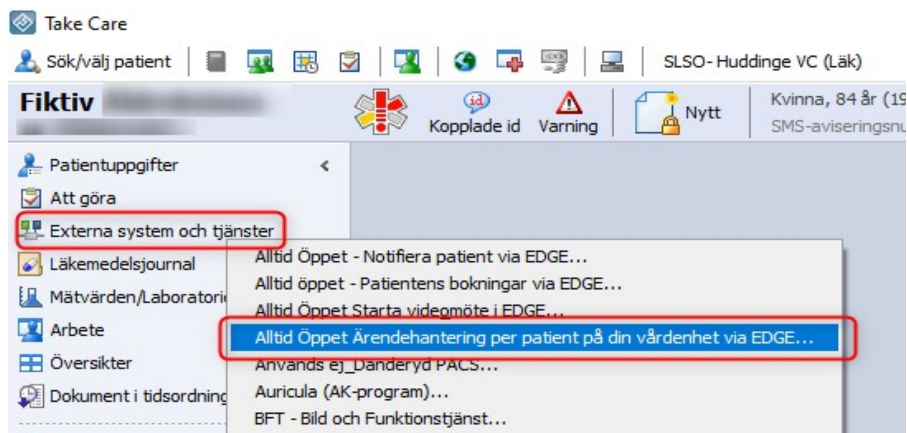 Take Care
Sök/välj patient SLSO- Huddinge VC (Läk)
Fiktiv
Kopplade id Varning Nytt Kvinna, 84 år (19
SMS-aviseringsnu
Patientuppgifter
Att göra
Externa system och tjänster
Läkemedelsjournal
Mätvärden/Laboratorie
Arbete
Översikter
Dokument i tidsordning
Alltid Öppet - Notifiera patient via EDGE...
Alltid öppet - Patientens bokningar via EDGE...
Alltid Öppet Starta videomöte i EDGE...
Alltid Öppet Ärendehantering per patient på din vårdenhet via EDGE...
Används ej_Danderyd PACS...
Auricula (AK-program)...
BFT - Bild och Funktionstjänst...